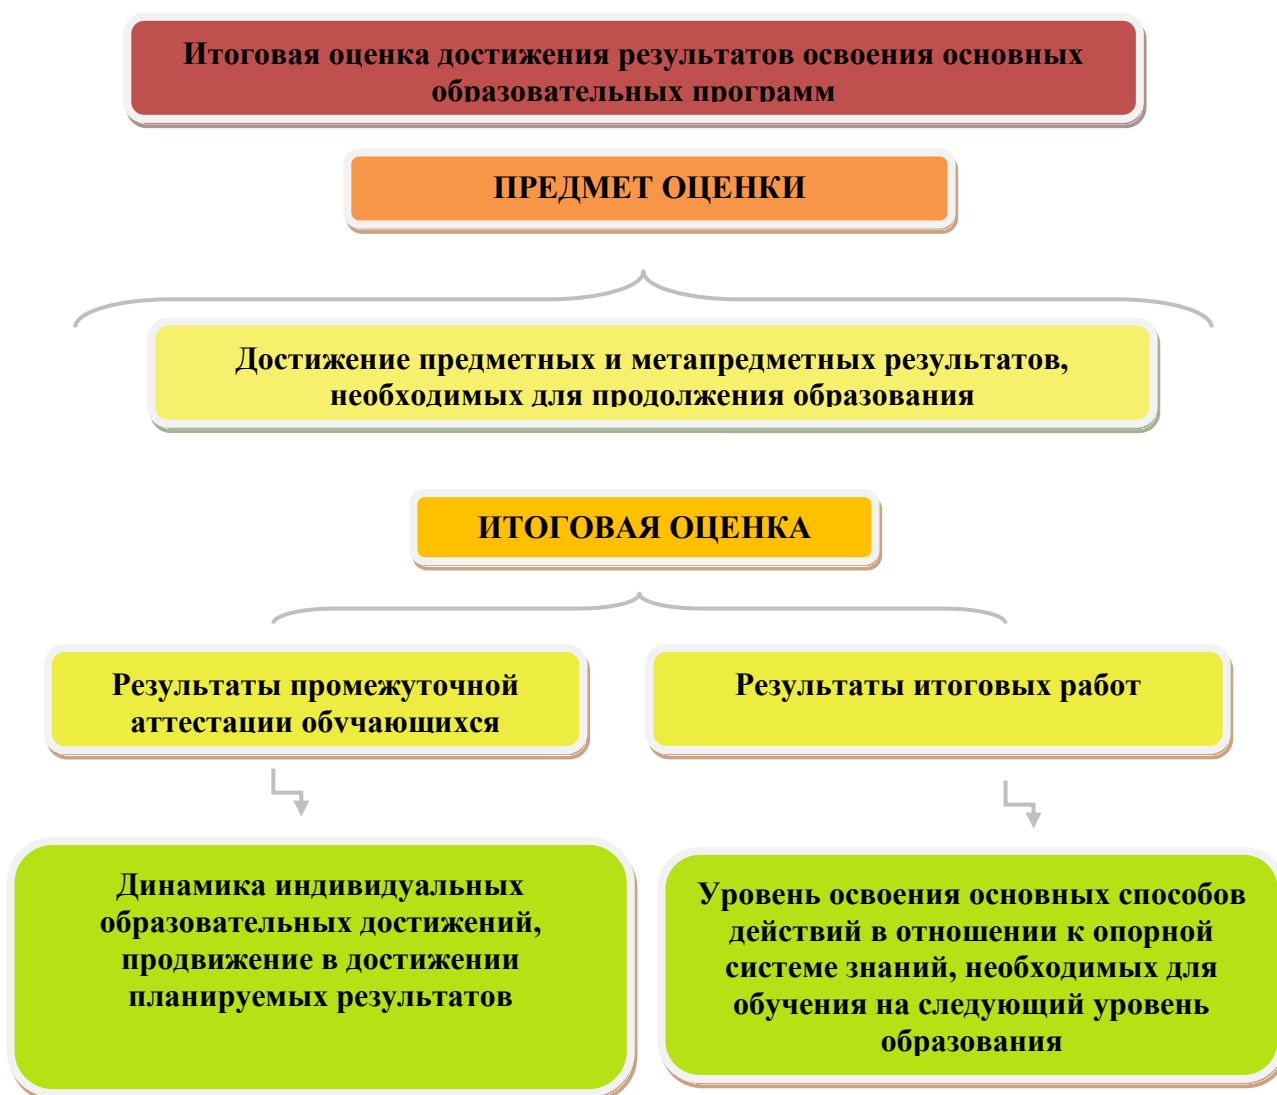 Итоговая оценка достижения результатов освоения основных
образовательных программ
ПРЕДМЕТ ОЦЕНКИ
Достижение предметных и метапредметных результатов,
необходимых для продолжения образования
ИТОГОВАЯ ОЦЕНКА
Результаты промежуточной
аттестации обучающихся
Результаты итоговых работ
Динамика индивидуальных
образовательных достижений,
продвижение в достижении
планируемых результатов
Уровень освоения основных способов
действий в отношении к опорной
системе знаний, необходимых для
обучения на следующий уровень
образования